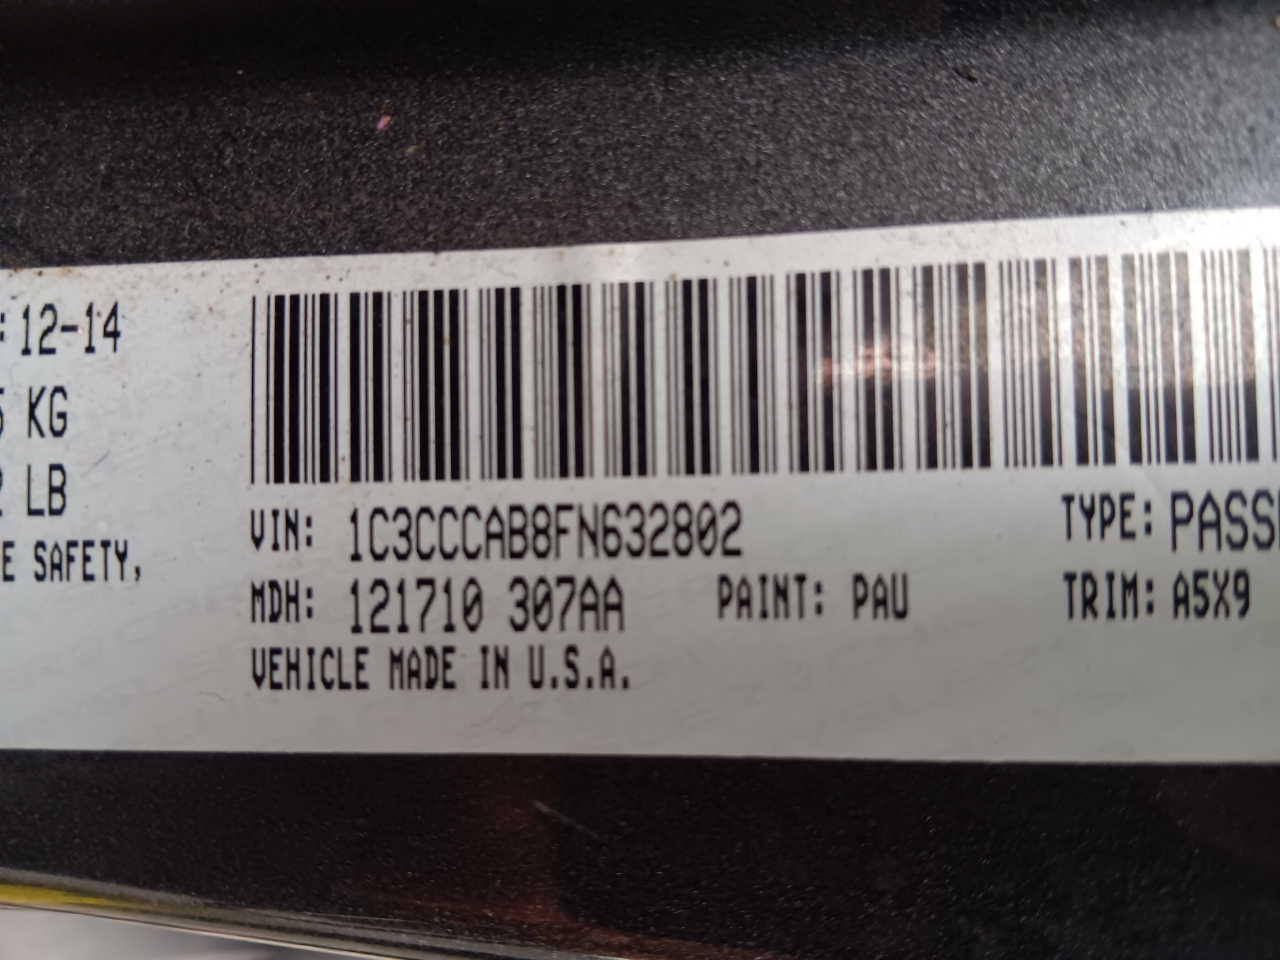 : 12-14
5 KG
2 LB
E SAFETY,
VIN: 1C3CCCAB8FN632802
TYPE: PASS
MDH: 121710 307AA PAINT: PAU
TRIM: A5X9
VEHICLE MADE IN U.S.A.